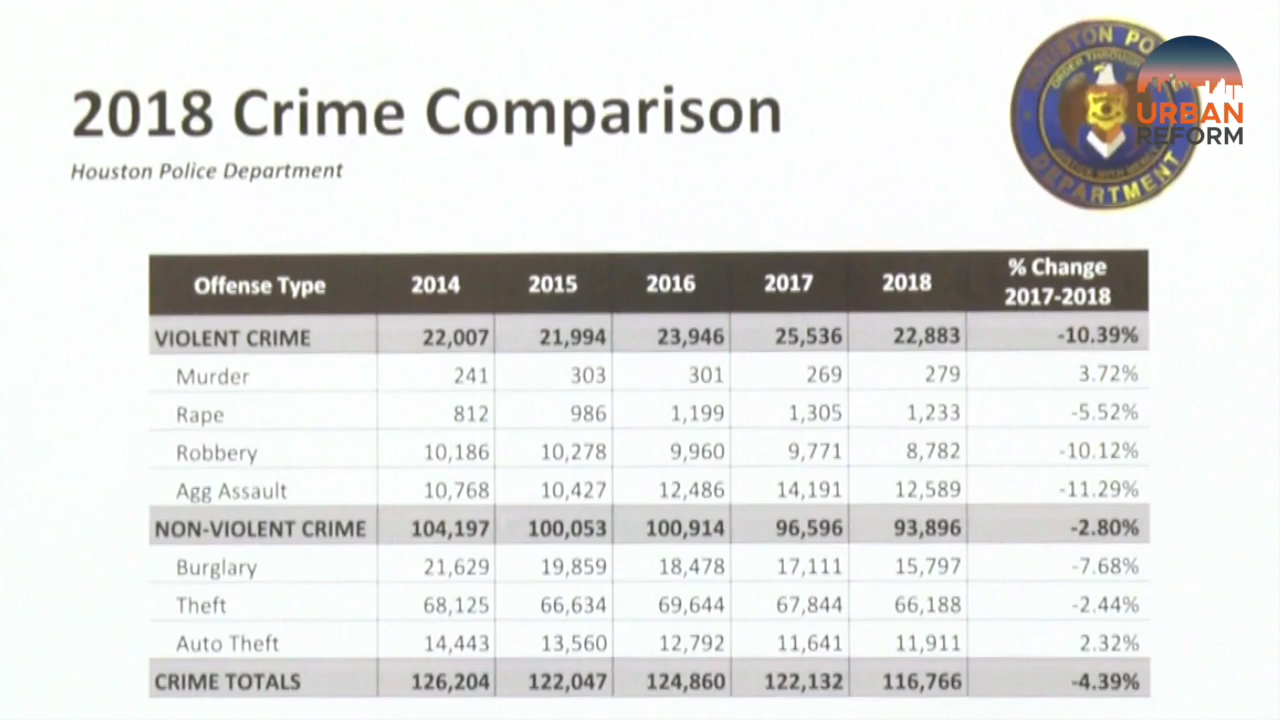 2018 Crime Comparison
Houston Police Department
HOUSTON PO
ORDER THROUGH
DEPARTMENT
URBAN
REFORM
Offense Type 2014 2015 2016 2017 2018 % Change 2017-2018
VIOLENT CRIME 22,007 21,994 23,946 25,536 22,883 -10.39%
Murder 241 303 301 269 279 3.72%
Rape 812 986 1,199 1,305 1,233 -5.52%
Robbery 10,186 10,278 9,960 9,771 8,782 -10.12%
Agg Assault 10,768 10,427 12,486 14,191 12,589 -11.29%
NON-VIOLENT CRIME 104,197 100,053 100,914 96,596 93,896 -2.80%
Burglary 21,629 19,859 18,478 17,111 15,797 -7.68%
Theft 68,125 66,634 69,644 67,844 66,188 -2.44%
Auto Theft 14,443 13,560 12,792 11,641 11,911 2.32%
CRIME TOTALS 126,204 122,047 124,860 122,132 116,766 -4.39%